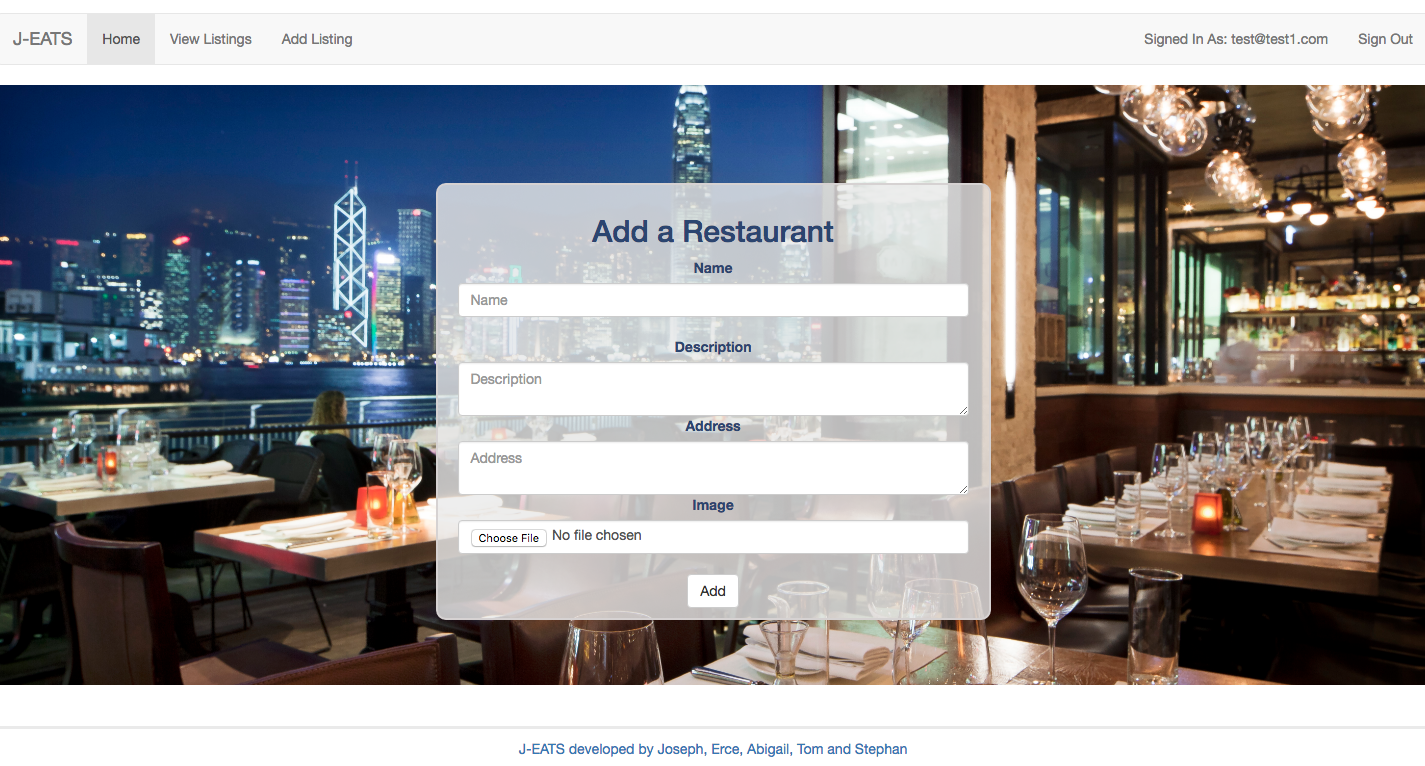 J-EATS Home View Listings Add Listing Signed In As: test@test1.com Sign Out
Add a Restaurant
Name
Name
Description
Description
Address
Address
Image
Choose File No file chosen
Add
J-EATS developed by Joseph, Erce, Abigail, Tom and Stephan